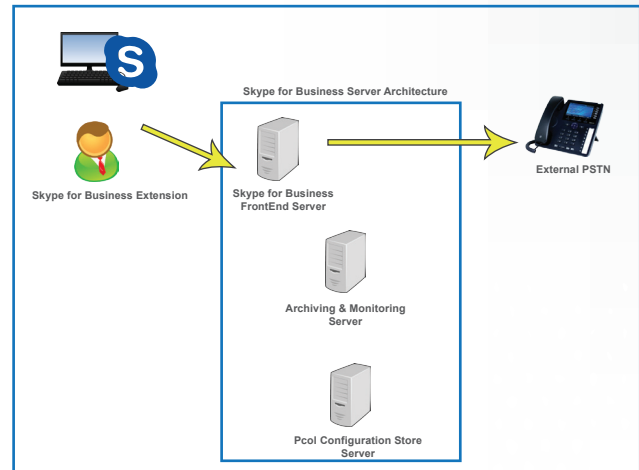 S
Skype for Business Server Architecture
Skype for Business Extension
Skype for Business
FrontEnd Server
External PSTN
Archiving & Monitoring
Server
Pcol Configuration Store
Server